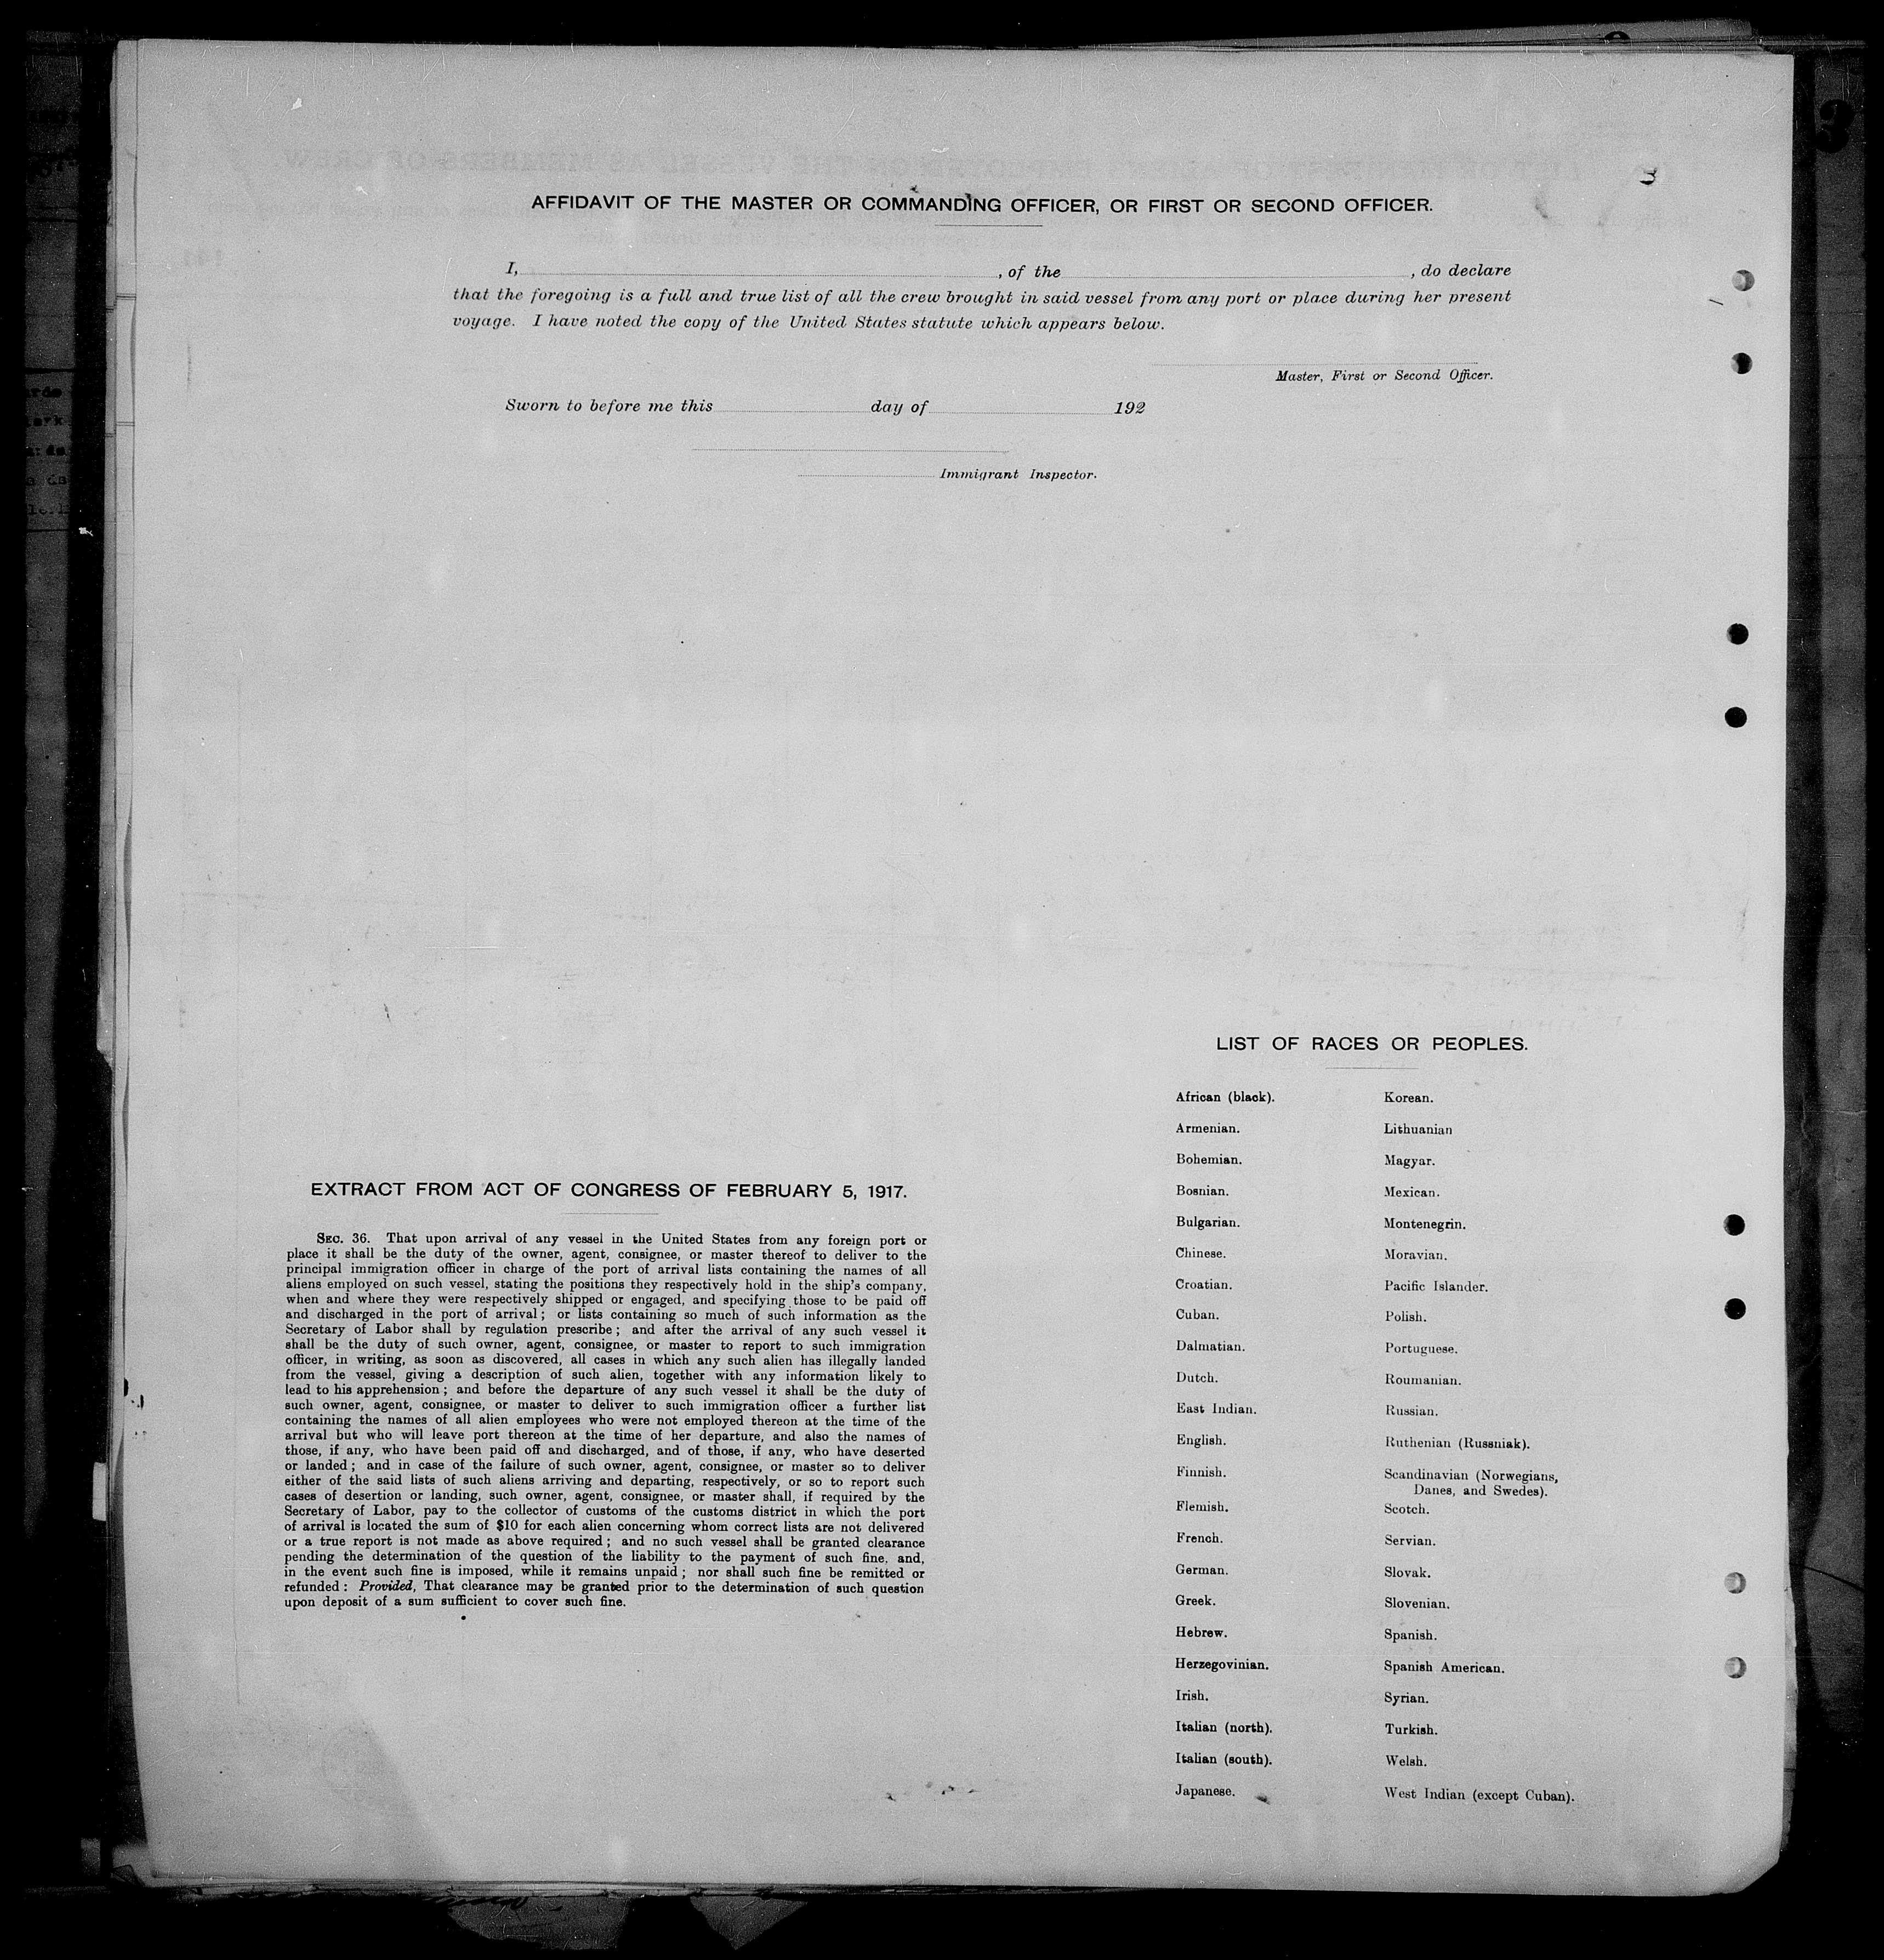 3
AFFIDAVIT OF THE MASTER OR COMMANDING OFFICER, OR FIRST OR SECOND OFFICER.
I, , of the , do declare
that the foregoing is a full and true list of all the crew brought in said vessel from any port or place during her present
voyage. I have noted the copy of the United States statute which appears below.
Master, First or Second Officer.
Sworn to before me this day of 192
Immigrant Inspector.
EXTRACT FROM ACT OF CONGRESS OF FEBRUARY 5, 1917.
SEC. 36. That upon arrival of any vessel in the United States from any foreign port or
place it shall be the duty of the owner, agent, consignee, or master thereof to deliver to the
principal immigration officer in charge of the port of arrival lists containing the names of all
aliens employed on such vessel, stating the positions they respectively hold in the ship's company,
when and where they were respectively shipped or engaged, and specifying those to be paid off
and discharged in the port of arrival; or lists containing so much of such information as the
Secretary of Labor shall by regulation prescribe; and after the arrival of any such vessel it
shall be the duty of such owner, agent, consignee, or master to report to such immigration
officer, in writing, as soon as discovered, all cases in which any such alien has illegally landed
from the vessel, giving a description of such alien, together with any information likely to
lead to his apprehension; and before the departure of any such vessel it shall be the duty of
such owner, agent, consignee, or master to deliver to such immigration officer a further list
containing the names of all alien employees who were not employed thereon at the time of the
arrival but who will leave port thereon at the time of her departure, and also the names of
those, if any, who have been paid off and discharged, and of those, if any, who have deserted
or landed; and in case of the failure of such owner, agent, consignee, or master so to deliver
either of the said lists of such aliens arriving and departing, respectively, or so to report such
cases of desertion or landing, such owner, agent, consignee, or master shall, if required by the
Secretary of Labor, pay to the collector of customs of the customs district in which the port
of arrival is located the sum of $10 for each alien concerning whom correct lists are not delivered
or a true report is not made as above required; and no such vessel shall be granted clearance
pending the determination of the question of the liability to the payment of such fine, and,
in the event such fine is imposed, while it remains unpaid; nor shall such fine be remitted or
refunded: Provided, That clearance may be granted prior to the determination of such question
upon deposit of a sum sufficient to cover such fine.
LIST OF RACES OR PEOPLES.
African (black).
Armenian.
Bohemian.
Bosnian.
Bulgarian.
Chinese.
Croatian.
Cuban.
Dalmatian.
Dutch.
East Indian.
English.
Finnish.
Flemish.
French.
German.
Greek.
Hebrew.
Herzegovinian.
Irish.
Italian (north).
Italian (south).
Japanese.
Korean.
Lithuanian
Magyar.
Mexican.
Montenegrin.
Moravian.
Pacific Islander.
Polish.
Portuguese.
Roumanian.
Russian.
Ruthenian (Russniak).
Scandinavian (Norwegians,
Danes, and Swedes).
Scotch.
Servian.
Slovak.
Slovenian.
Spanish.
Spanish American.
Syrian.
Turkish.
Welsh.
West Indian (except Cuban).